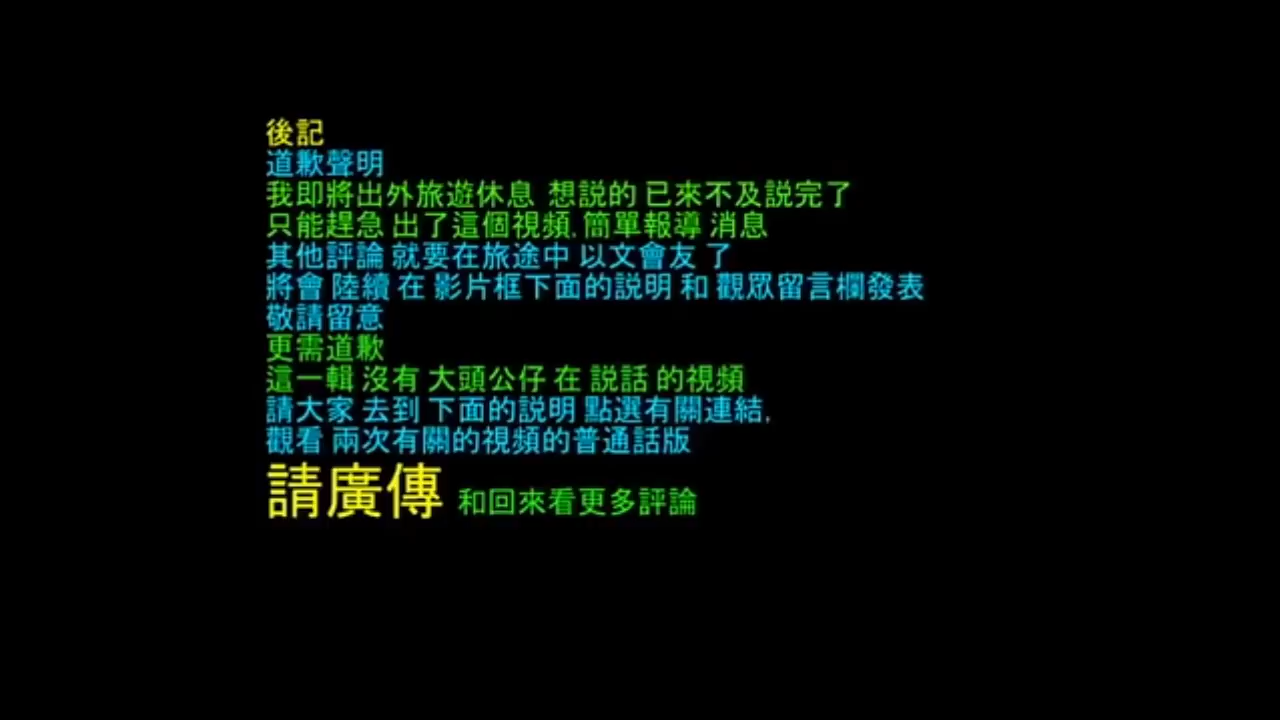 後記
道歉聲明
我即將出外旅遊休息 想説的 已來不及説完了
只能趕急 出了這個視頻, 簡單報導 消息
其他評論 就要在旅途中 以文會友 了
將會 陸續 在 影片框下面的説明 和 觀眾留言欄發表
敬請留意
更需道歉
這一輯 沒有 大頭公仔 在 説話 的視頻
請大家 去到 下面的説明 點選有關連結,
觀看 兩次有關的視頻的普通話版
請廣傳 和回來看更多評論